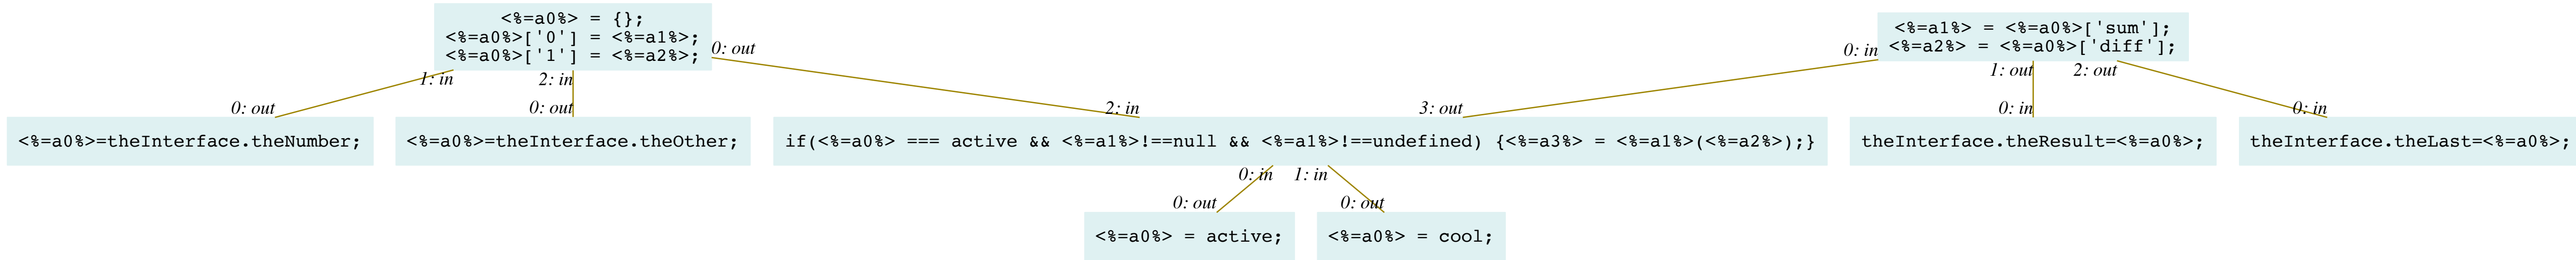 <%=a0%> = {};
<%=a0%>['0'] = <%=a1%>;
<%=a0%>['1'] = <%=a2%>;
0: out
1: in
2: in
<%=a1%> = <%=a0%>['sum'];
<%=a2%> = <%=a0%>['diff'];
0: in
1: out
2: out
0: out
0: out
2: in
3: out
0: in
0: in
<%=a0%>=theInterface.theNumber;
<%=a0%>=theInterface.theOther;
if(<%=a0%> === active && <%=a1%>!==null && <%=a1%>!==undefined) {<%=a3%> = <%=a1%>(<%=a2%>);}
theInterface.theResult=<%=a0%>;
theInterface.theLast=<%=a0%>;
0: in
1: in
0: out
0: out
<%=a0%> = active;
<%=a0%> = cool;